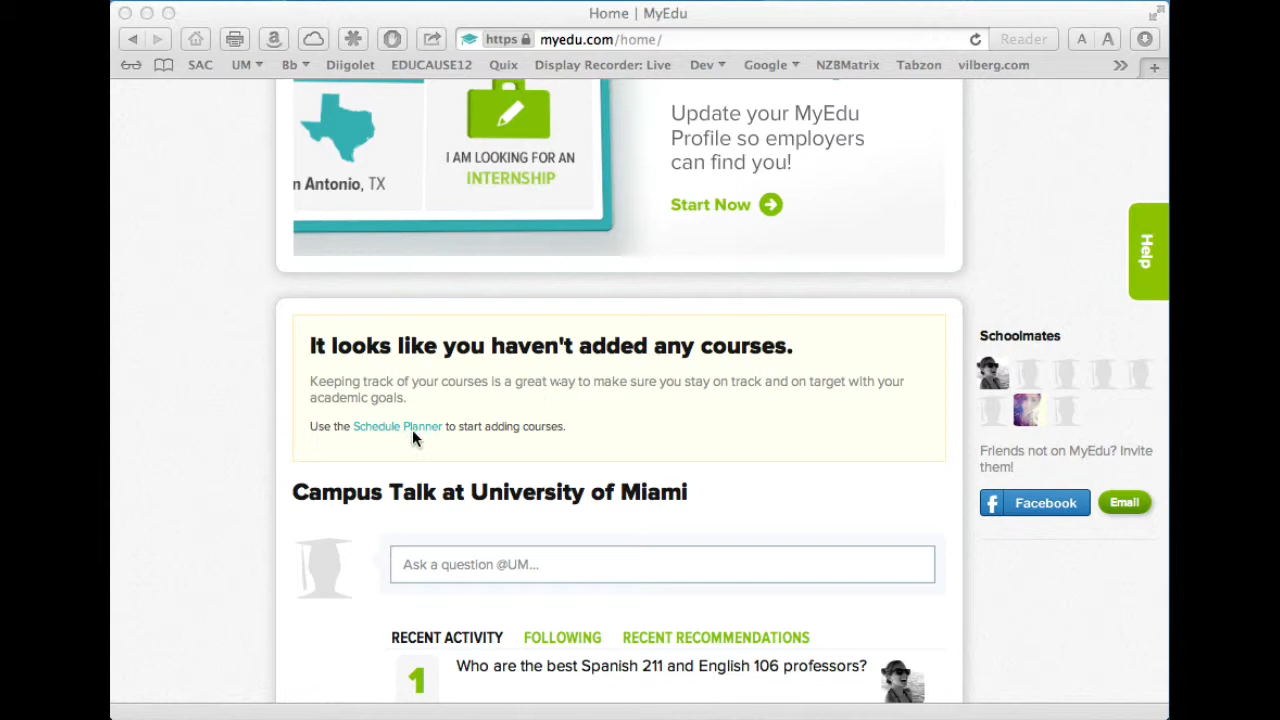 Home | MyEdu
https myedu.com/home/
Reader
A A
SAC UM Bb Diigolet EDUCAUSE12 Quix Display Recorder: Live Dev Google NZBMatrix Tabzon vilberg.com
n Antonio, TX
I AM LOOKING FOR AN
INTERNSHIP
Update your MyEdu
Profile so employers
can find you!
Start Now
Help
It looks like you haven't added any courses.
Keeping track of your courses is a great way to make sure you stay on track and on target with your
academic goals.
Use the Schedule Planner to start adding courses.
Schoolmates
Friends not on MyEdu? Invite
them!
Facebook
Email
Campus Talk at University of Miami
Ask a question @UM...
RECENT ACTIVITY FOLLOWING RECENT RECOMMENDATIONS
1
Who are the best Spanish 211 and English 106 professors?